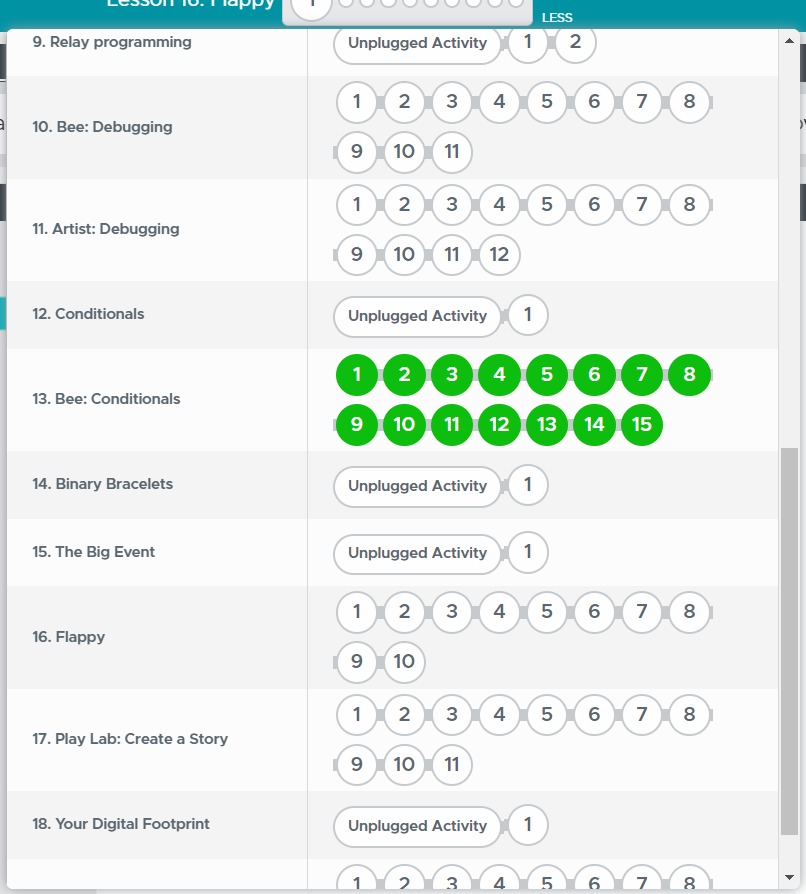 Lesson 16: Flappy
1
LESS
9. Relay programming
Unplugged Activity 1 2
10. Bee: Debugging
1 2 3 4 5 6 7 8
9 10 11
11. Artist: Debugging
1 2 3 4 5 6 7 8
9 10 11 12
12. Conditionals
Unplugged Activity 1
13. Bee: Conditionals
1 2 3 4 5 6 7 8
9 10 11 12 13 14 15
14. Binary Bracelets
Unplugged Activity 1
15. The Big Event
Unplugged Activity 1
16. Flappy
1 2 3 4 5 6 7 8
9 10
17. Play Lab: Create a Story
1 2 3 4 5 6 7 8
9 10 11
18. Your Digital Footprint
Unplugged Activity 1
1 2 3 4 5 6 7 8